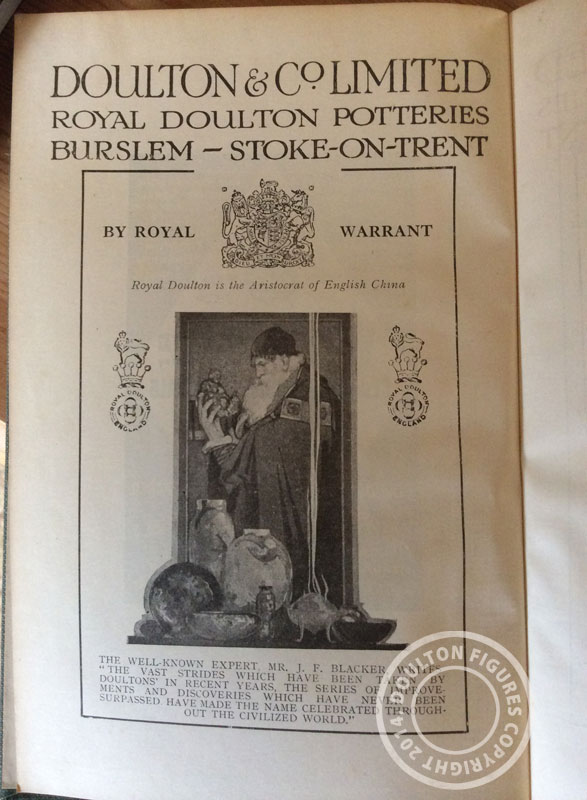 DOULTON & Cº LIMITED
ROYAL DOULTON POTTERIES
BURSLEM – STOKE-ON-TRENT
BY ROYAL WARRANT
Royal Doulton is the Aristocrat of English China
ROYAL DOULTON
ENGLAND
ROYAL DOULTON
ENGLAND
THE WELL-KNOWN EXPERT, MR. J. F. BLACKER, WRITES
"THE VAST STRIDES WHICH HAVE BEEN TAKEN BY
DOULTONS' IN RECENT YEARS, THE SERIES OF IMPROVE-
MENTS AND DISCOVERIES WHICH HAVE NEVER BEEN
SURPASSED HAVE MADE THE NAME CELEBRATED THROUGH-
OUT THE CIVILIZED WORLD."
DOULTON FIGURES COPYRIGHT 2014